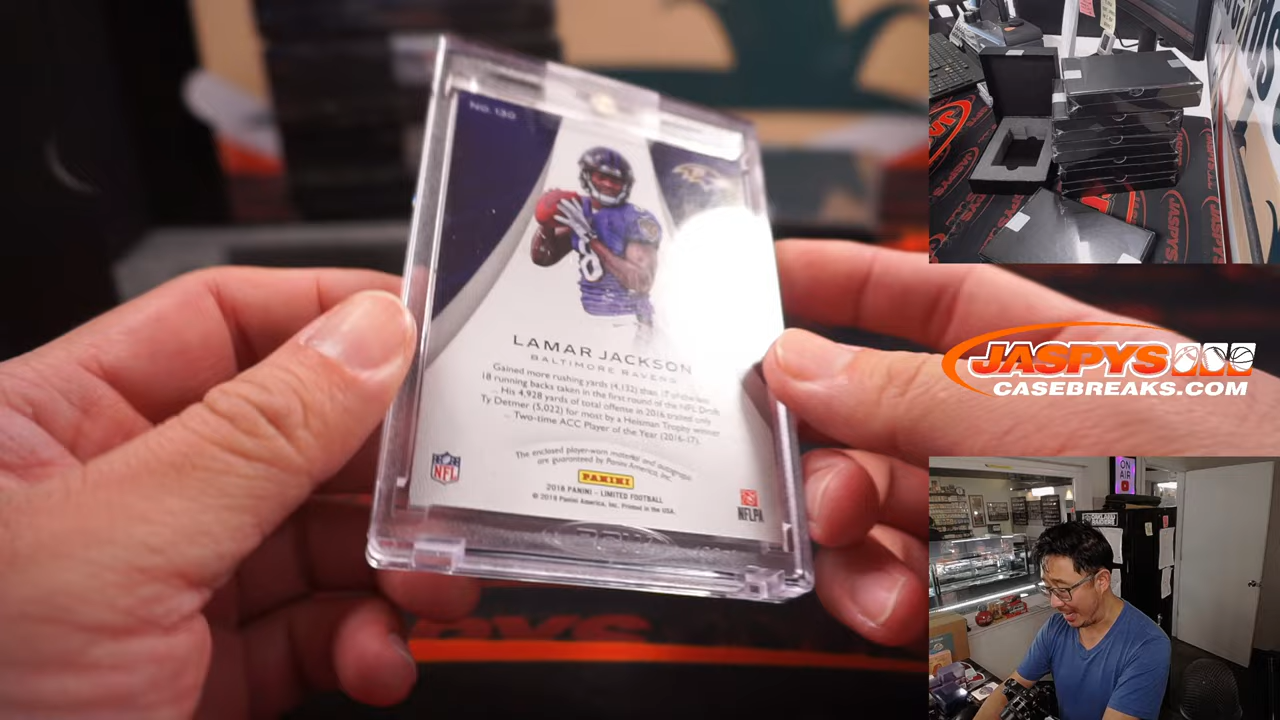 No. 130
LAMAR JACKSON
BALTIMORE RAVENS
Gained more rushing yards (4,132) than 17 of the last
18 running backs taken in the first round of the NFL Draft.
... His 4,928 yards of total offense in 2016 trailed only
Ty Detmer (5,022) for most by a Heisman Trophy winner
... Two-time ACC Player of the Year (2016-17).
The enclosed player-worn material and autograph
are guaranteed by Panini America, Inc.
PANINI
2018 PANINI – LIMITED FOOTBALL
© 2018 Panini America, Inc. Printed in the USA.
NFL
NFLPA
JASPYS
CASEBREAKS.COM
ON
AIR